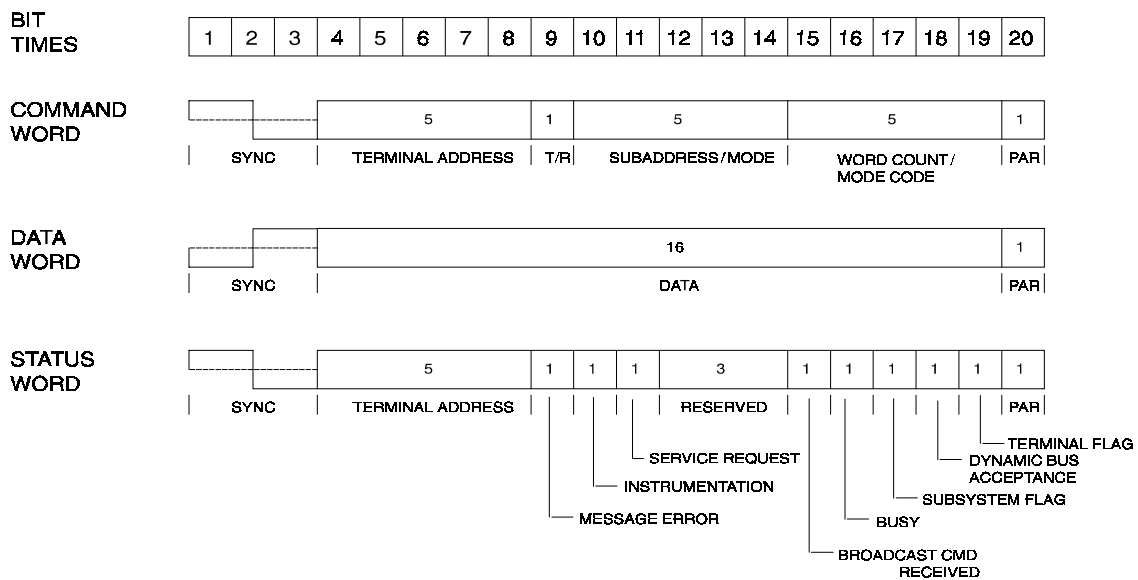 BIT
TIMES
1 2 3 4 5 6 7 8 9 10 11 12 13 14 15 16 17 18 19 20
COMMAND
WORD
5 1 5 5 1
SYNC TERMINAL ADDRESS T/R SUBADDRESS/MODE WORD COUNT/ PAR
MODE CODE
DATA
WORD
16 1
SYNC DATA PAR
STATUS
WORD
5 1 1 1 3 1 1 1 1 1 1
SYNC TERMINAL ADDRESS RESERVED PAR
TERMINAL FLAG
SERVICE REQUEST
DYNAMIC BUS
ACCEPTANCE
INSTRUMENTATION
SUBSYSTEM FLAG
MESSAGE ERROR
BUSY
BROADCAST CMD
RECEIVED